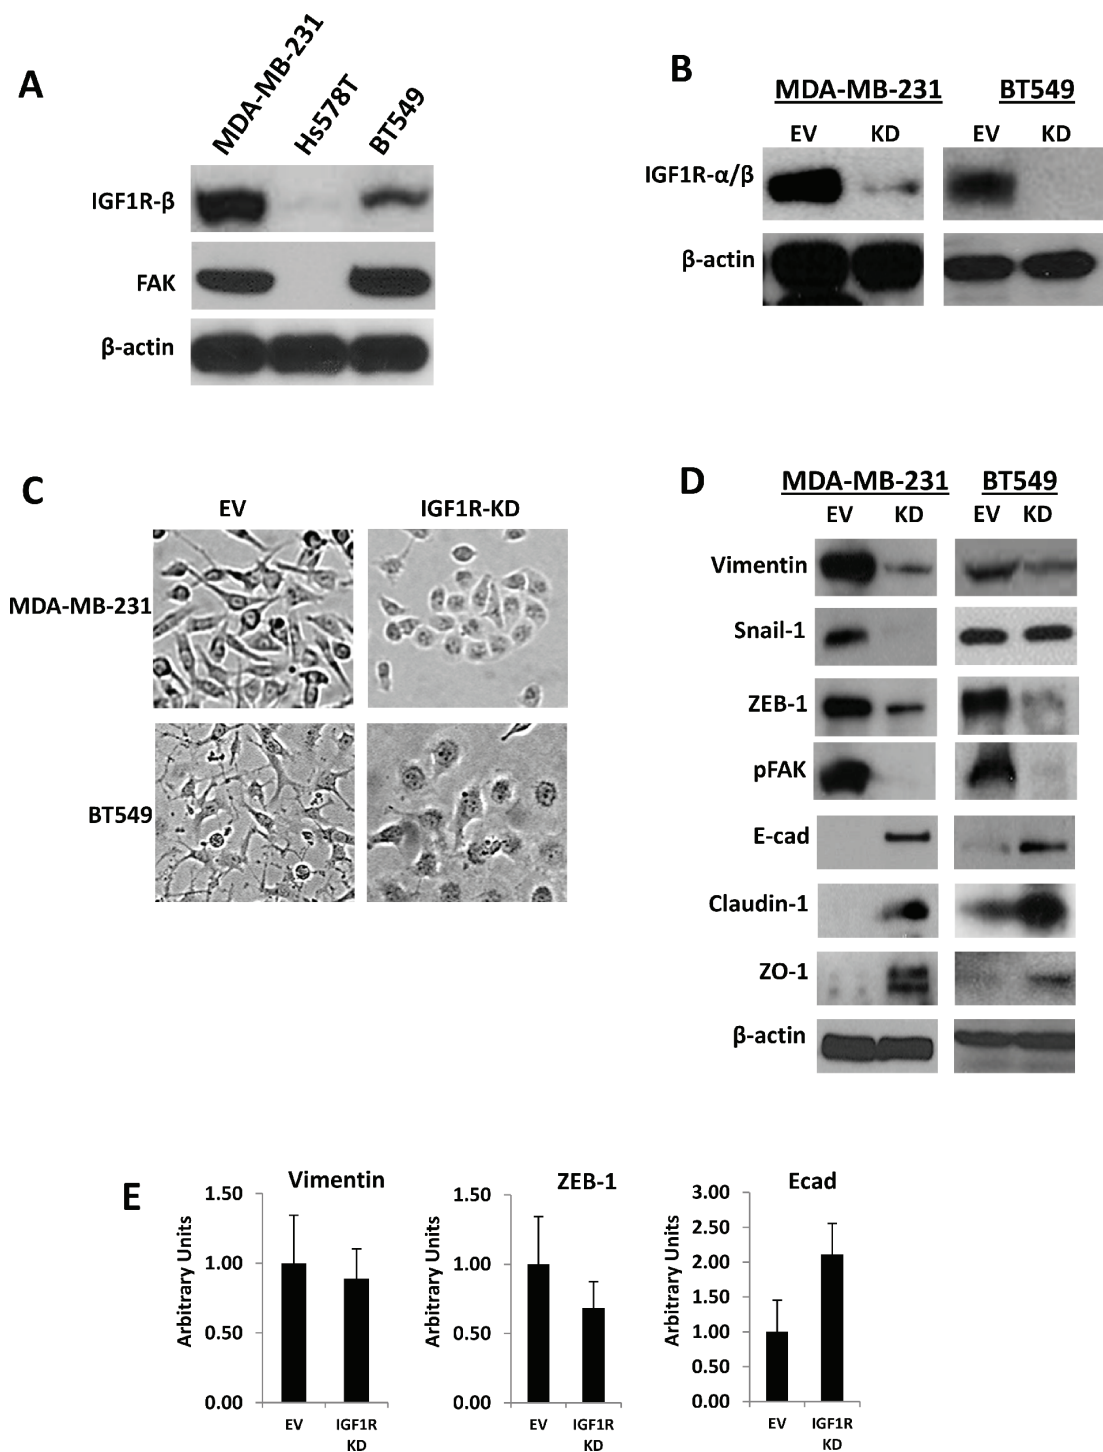 A
MDA-MB-231
Hs578T
BT549
IGF1R-β
FAK
β-actin
B
MDA-MB-231
BT549
EV
KD
EV
KD
IGF1R-α/β
β-actin
C
EV
IGF1R-KD
MDA-MB-231
BT549
D
MDA-MB-231
BT549
EV
KD
EV
KD
Vimentin
Snail-1
ZEB-1
pFAK
E-cad
Claudin-1
ZO-1
β-actin
E
Vimentin
Arbitrary Units
1.50
1.00
0.50
0.00
EV
IGF1R
KD
ZEB-1
Arbitrary Units
1.50
1.00
0.50
0.00
EV
IGF1R
KD
Ecad
Arbitrary Units
3.00
2.50
2.00
1.50
1.00
0.50
0.00
EV
IGF1R
KD